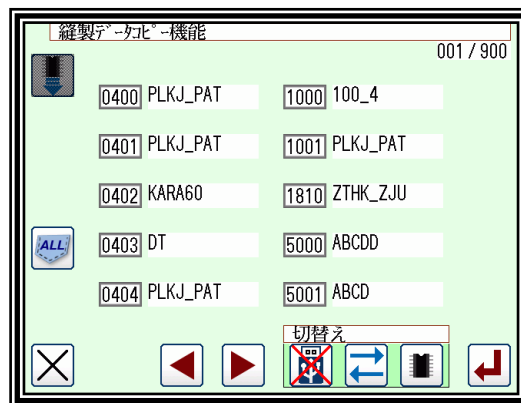 縫製ﾃﾞｰﾀｺﾋﾟｰ機能
001 / 900
0400 PLKJ_PAT 1000 100_4
0401 PLKJ_PAT 1001 PLKJ_PAT
0402 KARA60 1810 ZTHK_ZJU
ALL
0403 DT 5000 ABCDD
0404 PLKJ_PAT 5001 ABCD
切替え